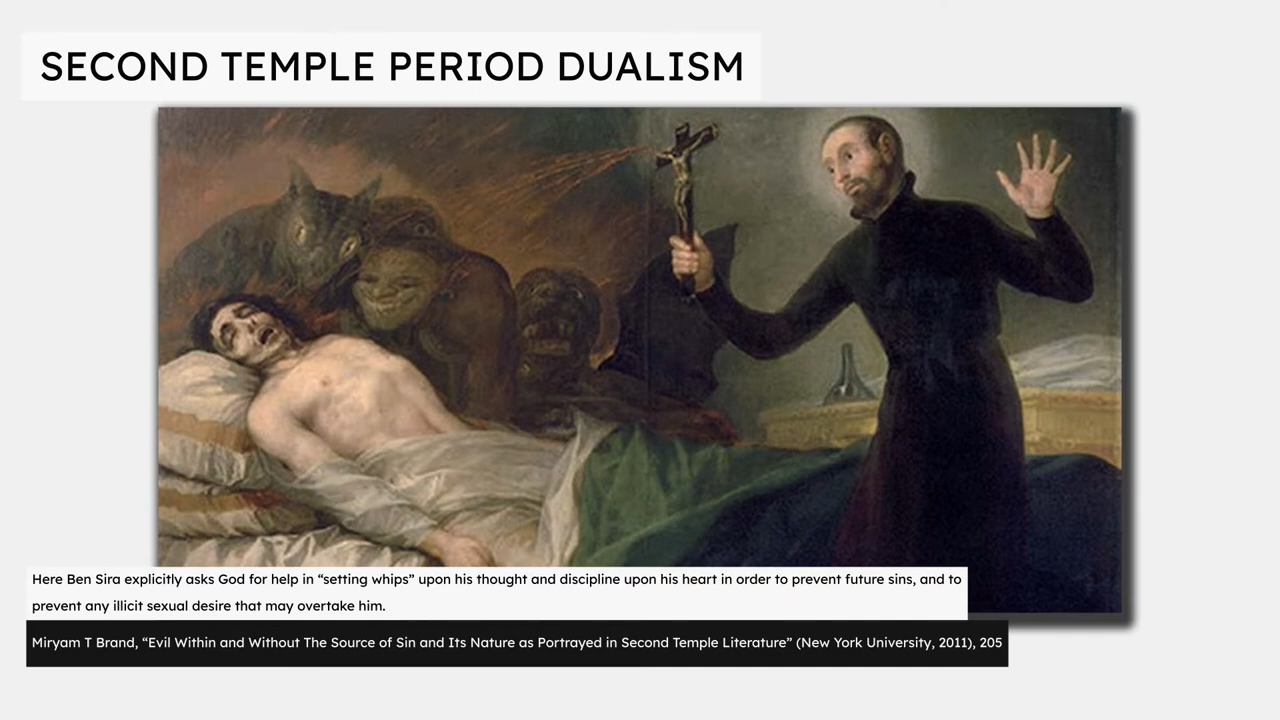 SECOND TEMPLE PERIOD DUALISM
Here Ben Sira explicitly asks God for help in “setting whips” upon his thought and discipline upon his heart in order to prevent future sins, and to
prevent any illicit sexual desire that may overtake him.
Miryam T Brand, “Evil Within and Without The Source of Sin and Its Nature as Portrayed in Second Temple Literature” (New York University, 2011), 205